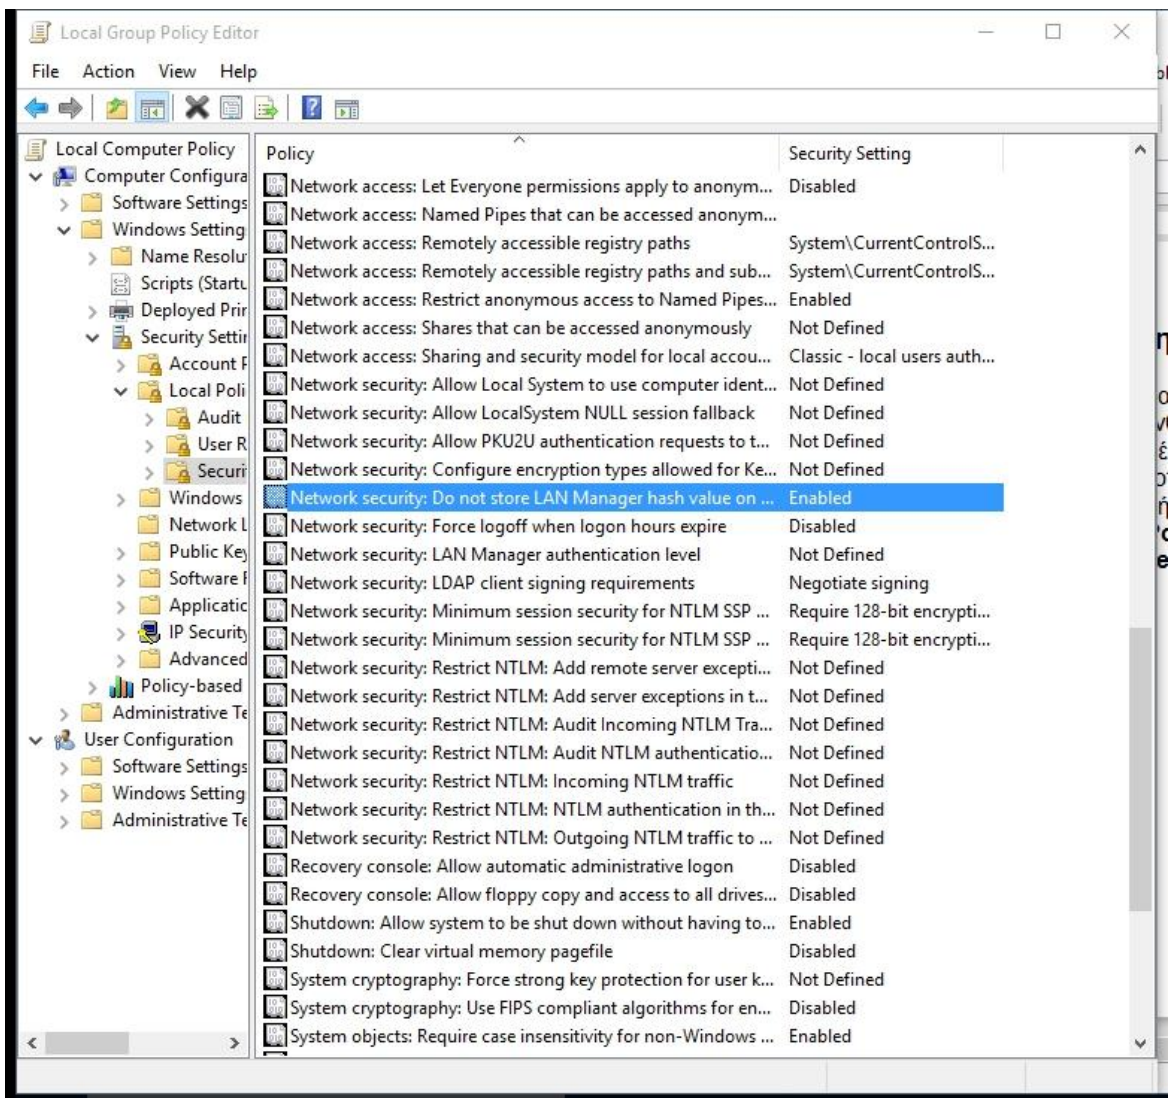 Local Group Policy Editor
File Action View Help
Local Computer Policy
Computer Configura
Software Settings
Windows Setting
Name Resolu
Scripts (Startu
Deployed Prin
Security Settin
Account P
Local Poli
Audit
User R
Securi
Windows
Network L
Public Key
Software R
Applicatio
IP Security
Advanced
Policy-based
Administrative Te
User Configuration
Software Settings
Windows Setting
Administrative Te
Policy Security Setting
Network access: Let Everyone permissions apply to anonym... Disabled
Network access: Named Pipes that can be accessed anonym...
Network access: Remotely accessible registry paths System\CurrentControlS...
Network access: Remotely accessible registry paths and sub... System\CurrentControlS...
Network access: Restrict anonymous access to Named Pipes... Enabled
Network access: Shares that can be accessed anonymously Not Defined
Network access: Sharing and security model for local accou... Classic - local users auth...
Network security: Allow Local System to use computer ident... Not Defined
Network security: Allow LocalSystem NULL session fallback Not Defined
Network security: Allow PKU2U authentication requests to t... Not Defined
Network security: Configure encryption types allowed for Ke... Not Defined
Network security: Do not store LAN Manager hash value on ... Enabled
Network security: Force logoff when logon hours expire Disabled
Network security: LAN Manager authentication level Not Defined
Network security: LDAP client signing requirements Negotiate signing
Network security: Minimum session security for NTLM SSP ... Require 128-bit encrypti...
Network security: Minimum session security for NTLM SSP ... Require 128-bit encrypti...
Network security: Restrict NTLM: Add remote server excepti... Not Defined
Network security: Restrict NTLM: Add server exceptions in t... Not Defined
Network security: Restrict NTLM: Audit Incoming NTLM Tra... Not Defined
Network security: Restrict NTLM: Audit NTLM authenticatio... Not Defined
Network security: Restrict NTLM: Incoming NTLM traffic Not Defined
Network security: Restrict NTLM: NTLM authentication in th... Not Defined
Network security: Restrict NTLM: Outgoing NTLM traffic to ... Not Defined
Recovery console: Allow automatic administrative logon Disabled
Recovery console: Allow floppy copy and access to all drives... Disabled
Shutdown: Allow system to be shut down without having to... Enabled
Shutdown: Clear virtual memory pagefile Disabled
System cryptography: Force strong key protection for user k... Not Defined
System cryptography: Use FIPS compliant algorithms for en... Disabled
System objects: Require case insensitivity for non-Windows ... Enabled